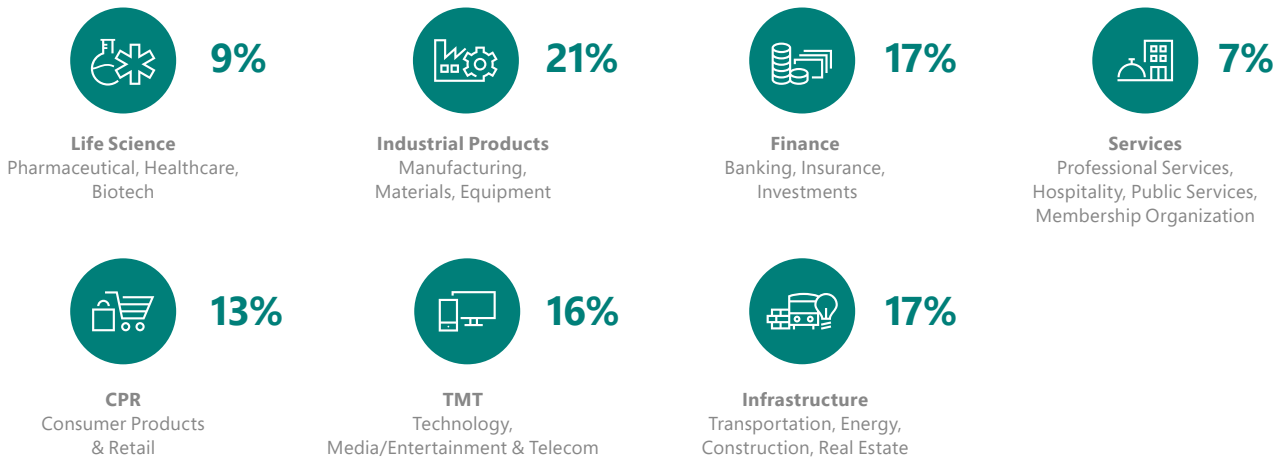 9%
Life Science
Pharmaceutical, Healthcare,
Biotech
21%
Industrial Products
Manufacturing,
Materials, Equipment
17%
Finance
Banking, Insurance,
Investments
7%
Services
Professional Services,
Hospitality, Public Services,
Membership Organization
13%
CPR
Consumer Products
& Retail
16%
TMT
Technology,
Media/Entertainment & Telecom
17%
Infrastructure
Transportation, Energy,
Construction, Real Estate